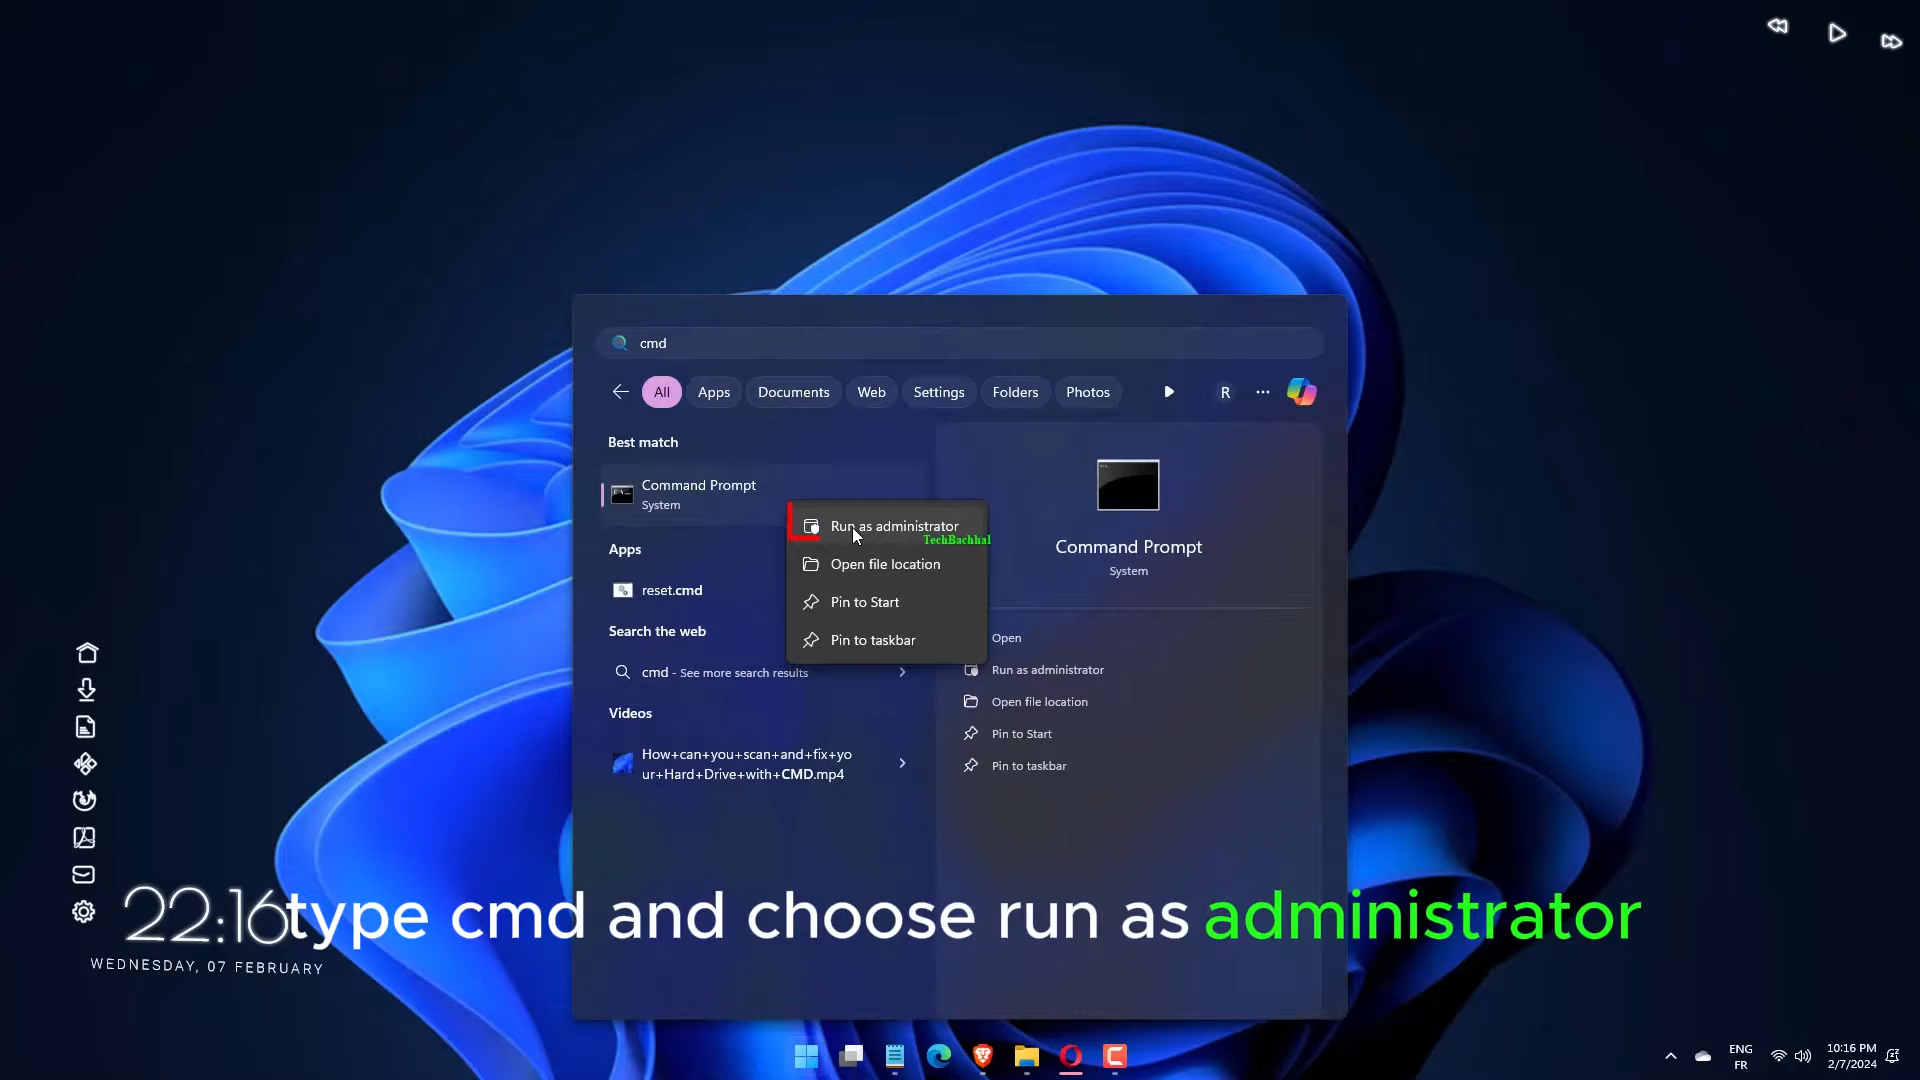 cmd
All Apps Documents Web Settings Folders Photos R ...
Best match
Command Prompt
System
Run as administrator
TechBachhal
Open file location
Pin to Start
Pin to taskbar
Apps
reset.cmd
Search the web
cmd - See more search results
Videos
How+can+you+scan+and+fix+yo
ur+Hard+Drive+with+CMD.mp4
Command Prompt
System
Open
Run as administrator
Open file location
Pin to Start
Pin to taskbar
22:16
WEDNESDAY, 07 FEBRUARY
type cmd and choose run as administrator
ENG
FR
10:16 PM
2/7/2024